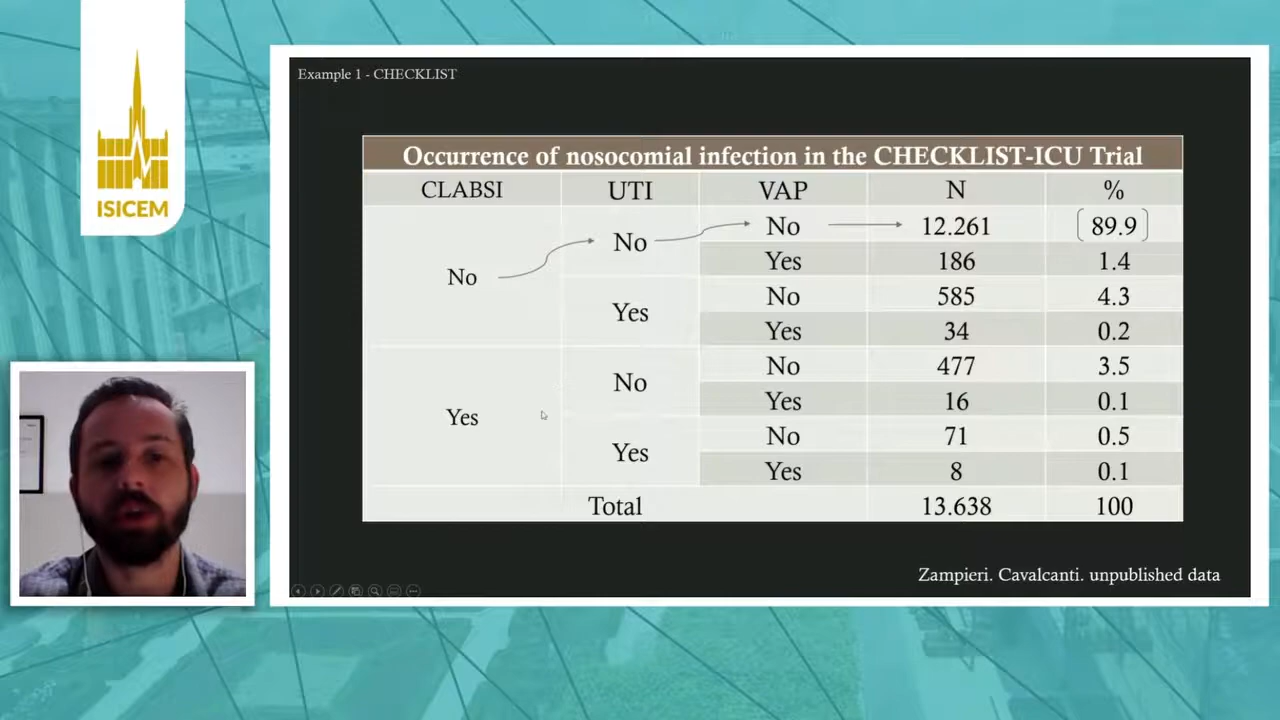 ISICEM
Example 1 - CHECKLIST
Occurrence of nosocomial infection in the CHECKLIST-ICU Trial
CLABSI UTI VAP N %
No No No 12.261 89.9
Yes 186 1.4
Yes No 585 4.3
Yes 34 0.2
Yes No No 477 3.5
Yes 16 0.1
Yes No 71 0.5
Yes 8 0.1
Total 13.638 100
Zampieri. Cavalcanti. unpublished data